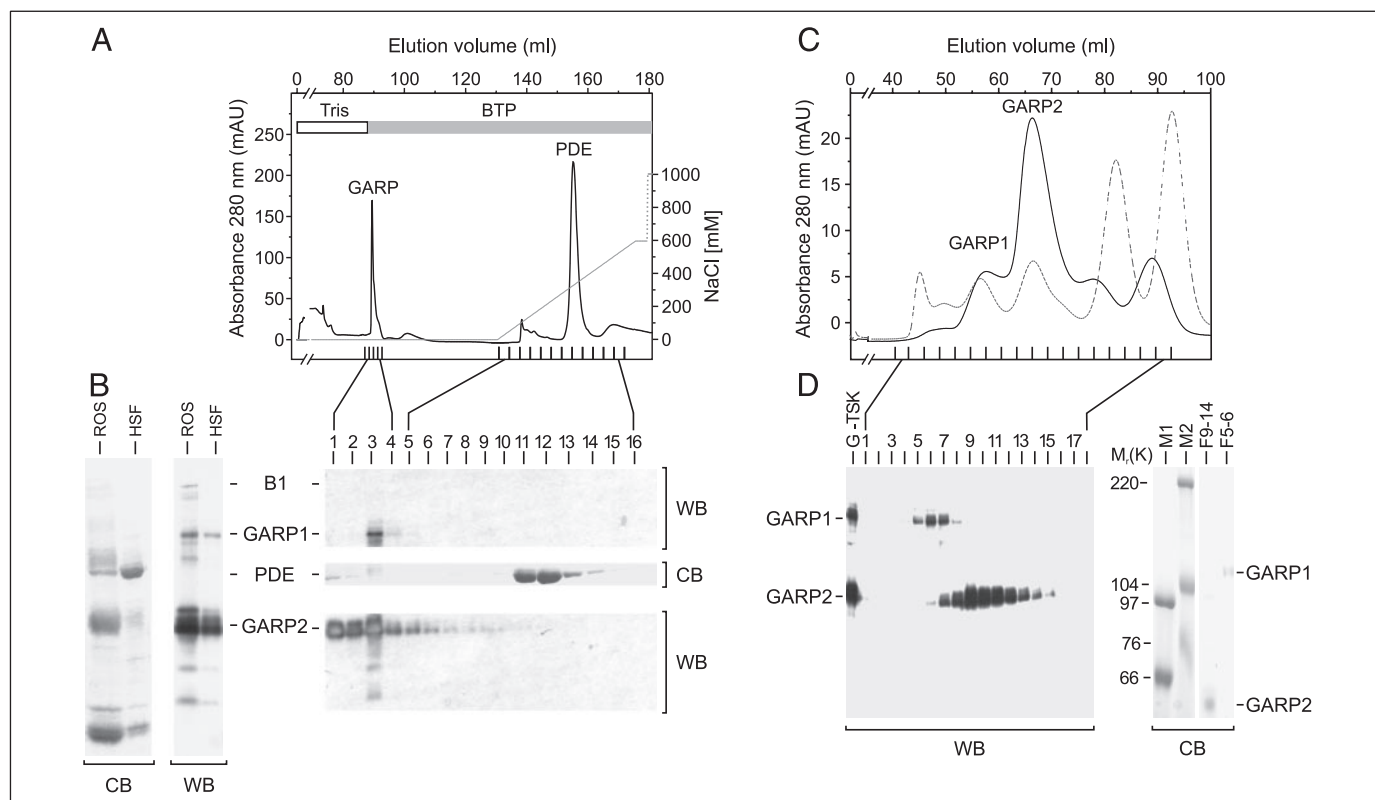 A
Elution volume (ml)
0 80 100 120 140 160 180
Tris BTP
Absorbance 280 nm (mAU)
250
200
150
100
50
0
GARP
PDE
1000
800
600
400
200
0
NaCl [mM]
C
Elution volume (ml)
0 40 50 60 70 80 90 100
Absorbance 280 nm (mAU)
20
15
10
5
0
GARP2
GARP1
B
ROS
HSF
ROS
HSF
1 2 3 4 5 6 7 8 9 10 11 12 13 14 15 16
B1
GARP1
PDE
GARP2
WB
CB
WB
CB
WB
D
G-TSK
1 3 5 7 9 11 13 15 17
GARP1
GARP2
WB
Mr(K)
M1
M2
F9-14
F5-6
220
104
97
76
66
GARP1
GARP2
CB